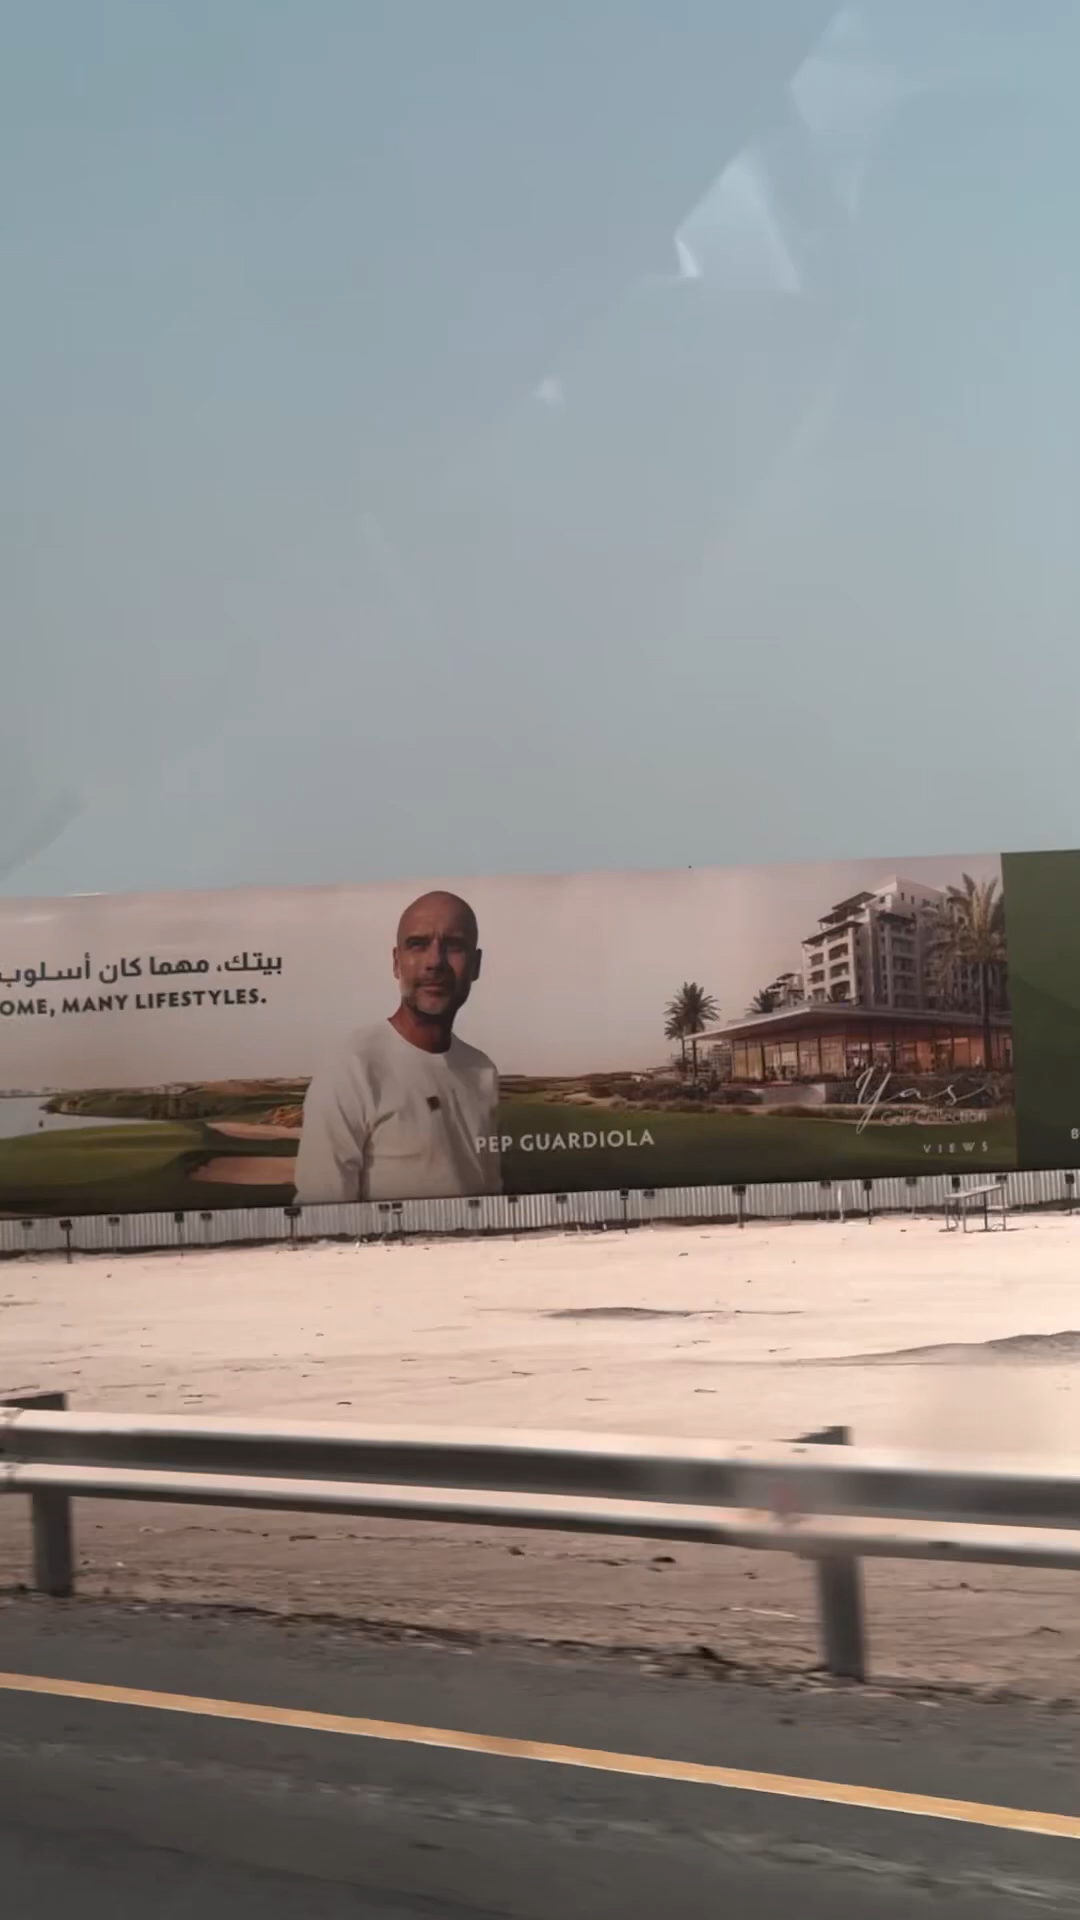 بيتك، مهما كان أسلوب
OME, MANY LIFESTYLES.
PEP GUARDIOLA
Yas
Golf Collection
VIEWS
B